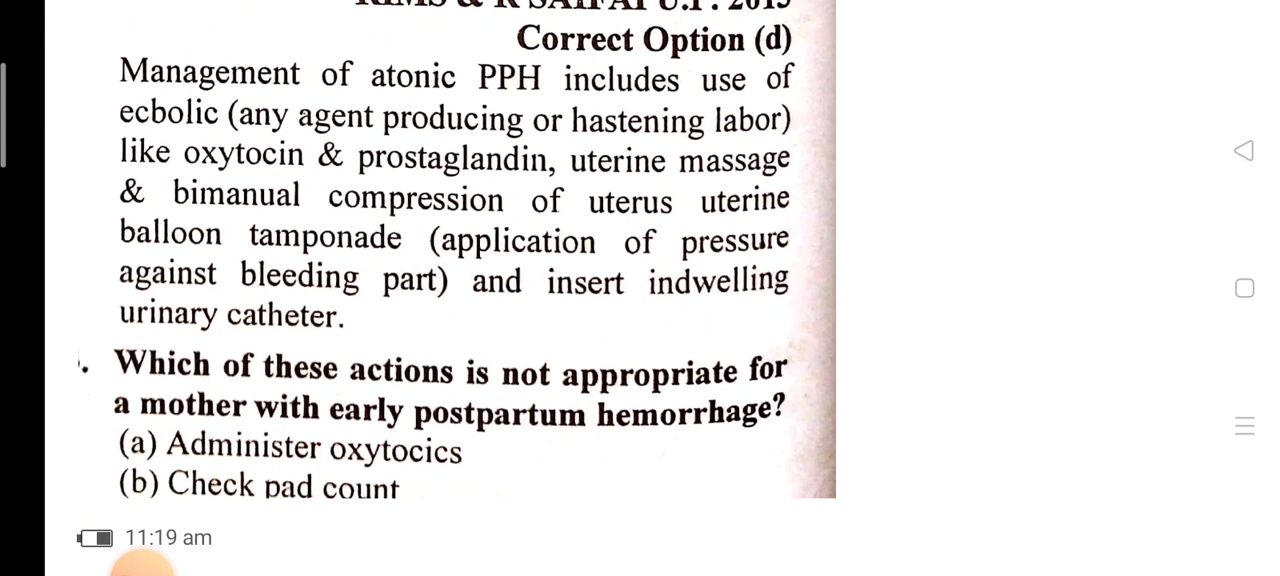 Correct Option (d)
Management of atonic PPH includes use of
ecbolic (any agent producing or hastening labor)
like oxytocin & prostaglandin, uterine massage
& bimanual compression of uterus uterine
balloon tamponade (application of pressure
against bleeding part) and insert indwelling
urinary catheter.
. Which of these actions is not appropriate for
a mother with early postpartum hemorrhage?
(a) Administer oxytocics
(b) Check pad count
11:19 am